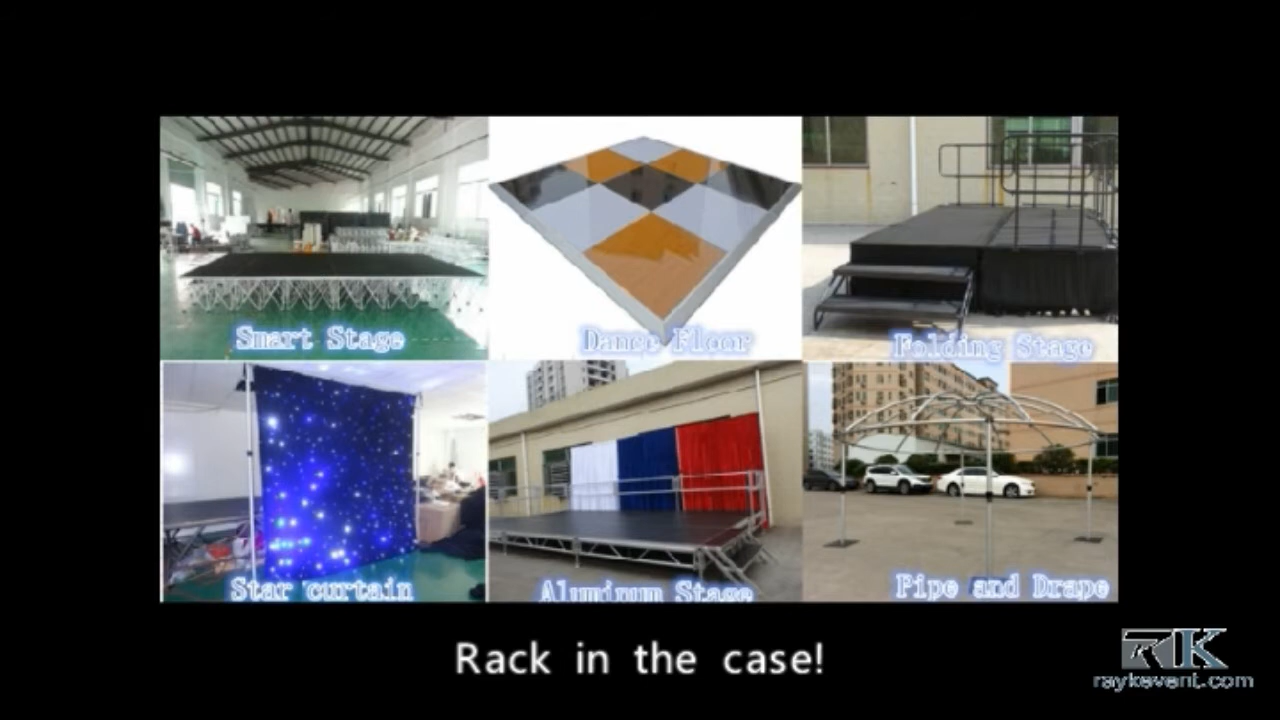 Smart Stage
Dance Floor
Folding Stage
Star curtain
Aluminum Stage
Pipe and Drape
Rack in the case!
RK
raykevent.com